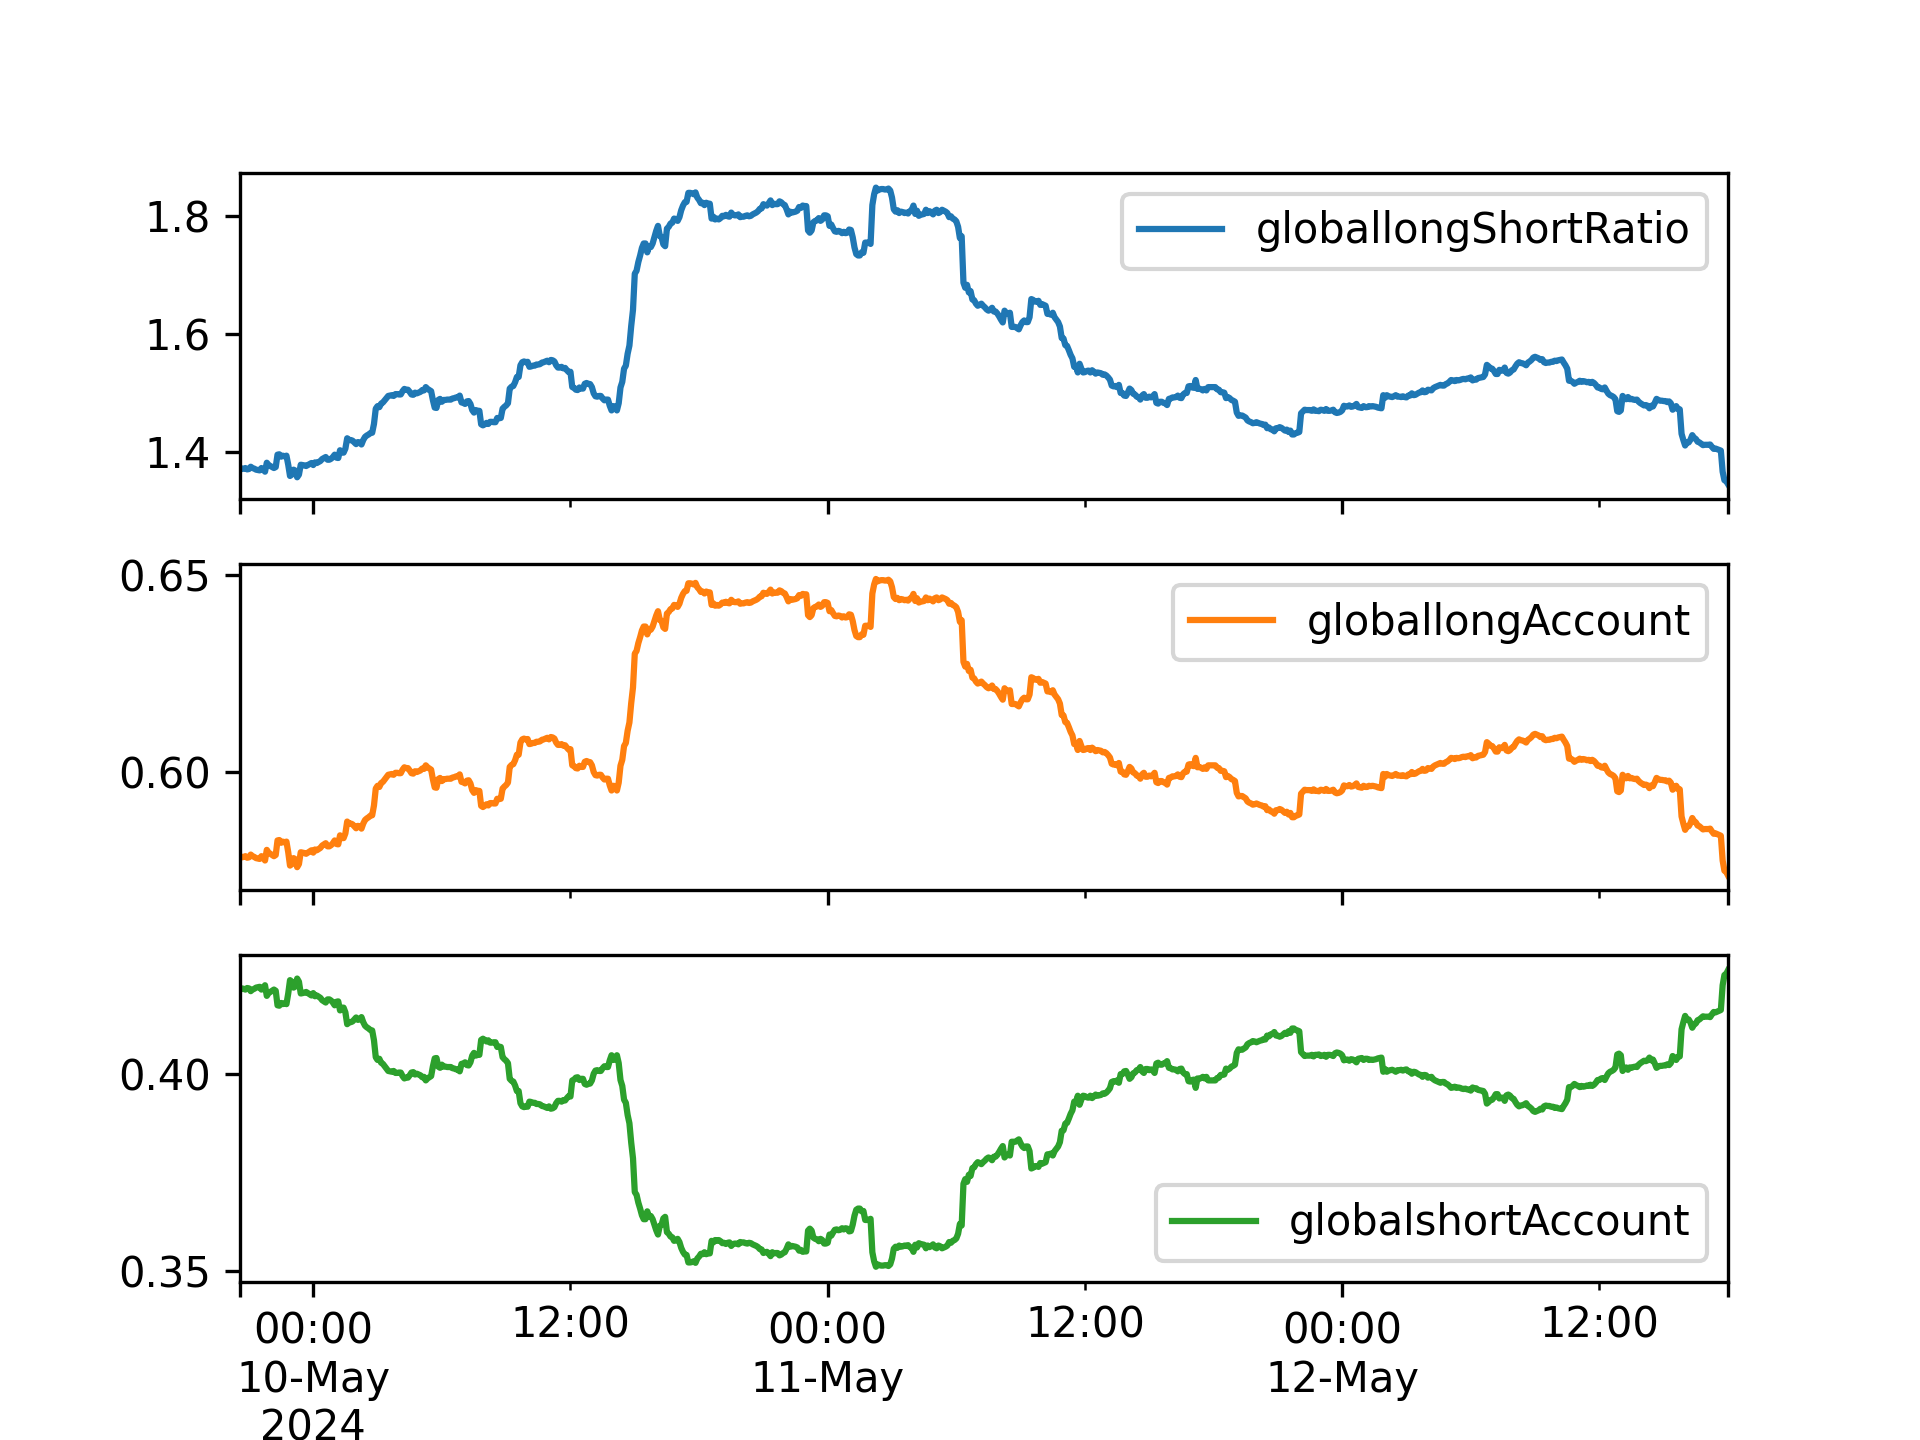 1.8
1.6
1.4
globallongShortRatio
0.65
0.60
globallongAccount
0.40
0.35
globalshortAccount
00:00 12:00 00:00 12:00 00:00 12:00
10-May 11-May 12-May
2024